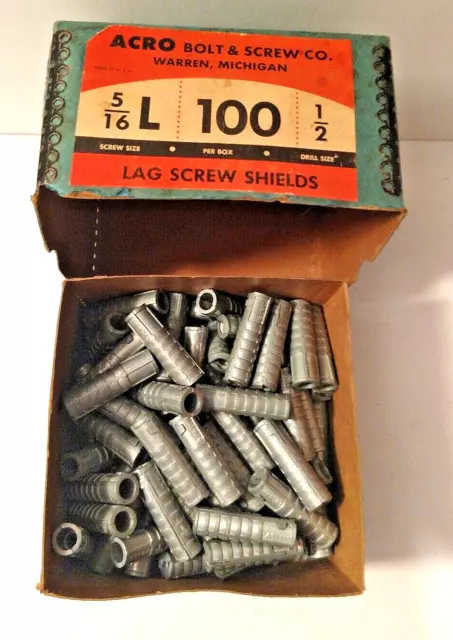 ACRO BOLT & SCREW CO.
WARREN, MICHIGAN
5/16 L 100 1/2
SCREW SIZE • PER BOX • DRILL SIZE
LAG SCREW SHIELDS